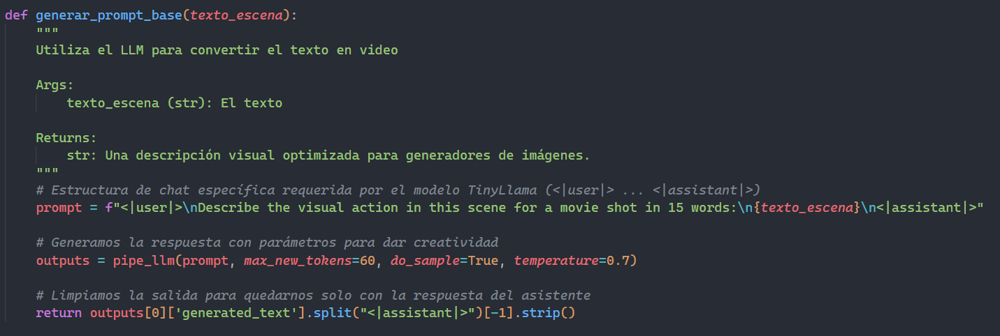 def generar_prompt_base(texto_escena):
    """
    Utiliza el LLM para convertir el texto en video
    Args:
        texto_escena (str): El texto
    Returns:
        str: Una descripción visual optimizada para generadores de imágenes.
    """
    # Estructura de chat específica requerida por el modelo TinyLlama (<|user|> ... <|assistant|>)
    prompt = f"<|user|>\nDescribe the visual action in this scene for a movie shot in 15 words:\n{texto_escena}\n<|assistant|>"
    # Generamos la respuesta con parámetros para dar creatividad
    outputs = pipe_llm(prompt, max_new_tokens=60, do_sample=True, temperature=0.7)
    # Limpiamos la salida para quedarnos solo con la respuesta del asistente
    return outputs[0]['generated_text'].split("<|assistant|>")[-1].strip()